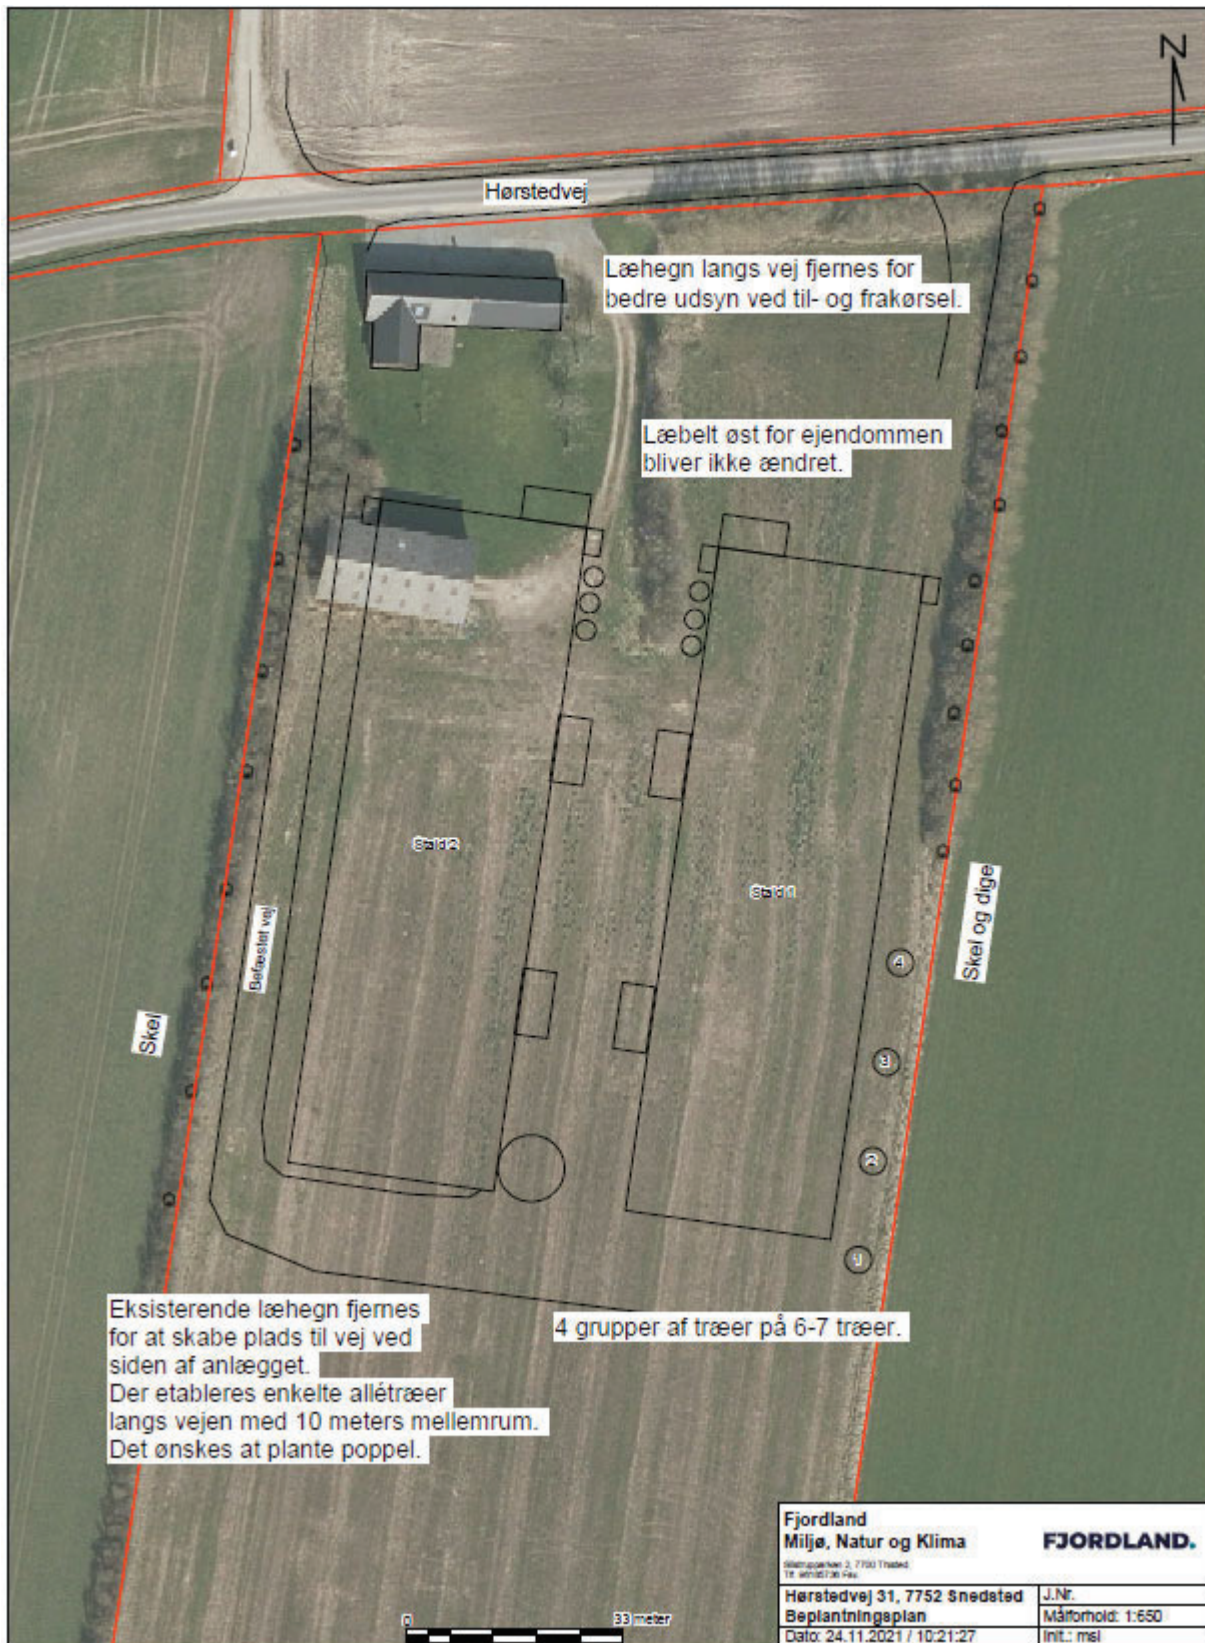 N
Hørstedvej
Læhegn langs vej fjernes for
bedre udsyn ved til- og frakørsel.
Læbelt øst for ejendommen
bliver ikke ændret.
Stald 2
Stald 1
Befæstet vej
Skel og dige
Skel
4
3
2
1
Eksisterende læhegn fjernes
for at skabe plads til vej ved
siden af anlægget.
Der etableres enkelte allétræer
langs vejen med 10 meters mellemrum.
Det ønskes at plante poppel.
4 grupper af træer på 6-7 træer.
0 33 meter
Fjordland
Miljø, Natur og Klima
FJORDLAND.
2, 7700 Thisted
Hørstedvej 31, 7752 Snedsted
Beplantningsplan
Dato: 24.11.2021 / 10:21:27
J.Nr.
Målforhold: 1:650
Init.: msl